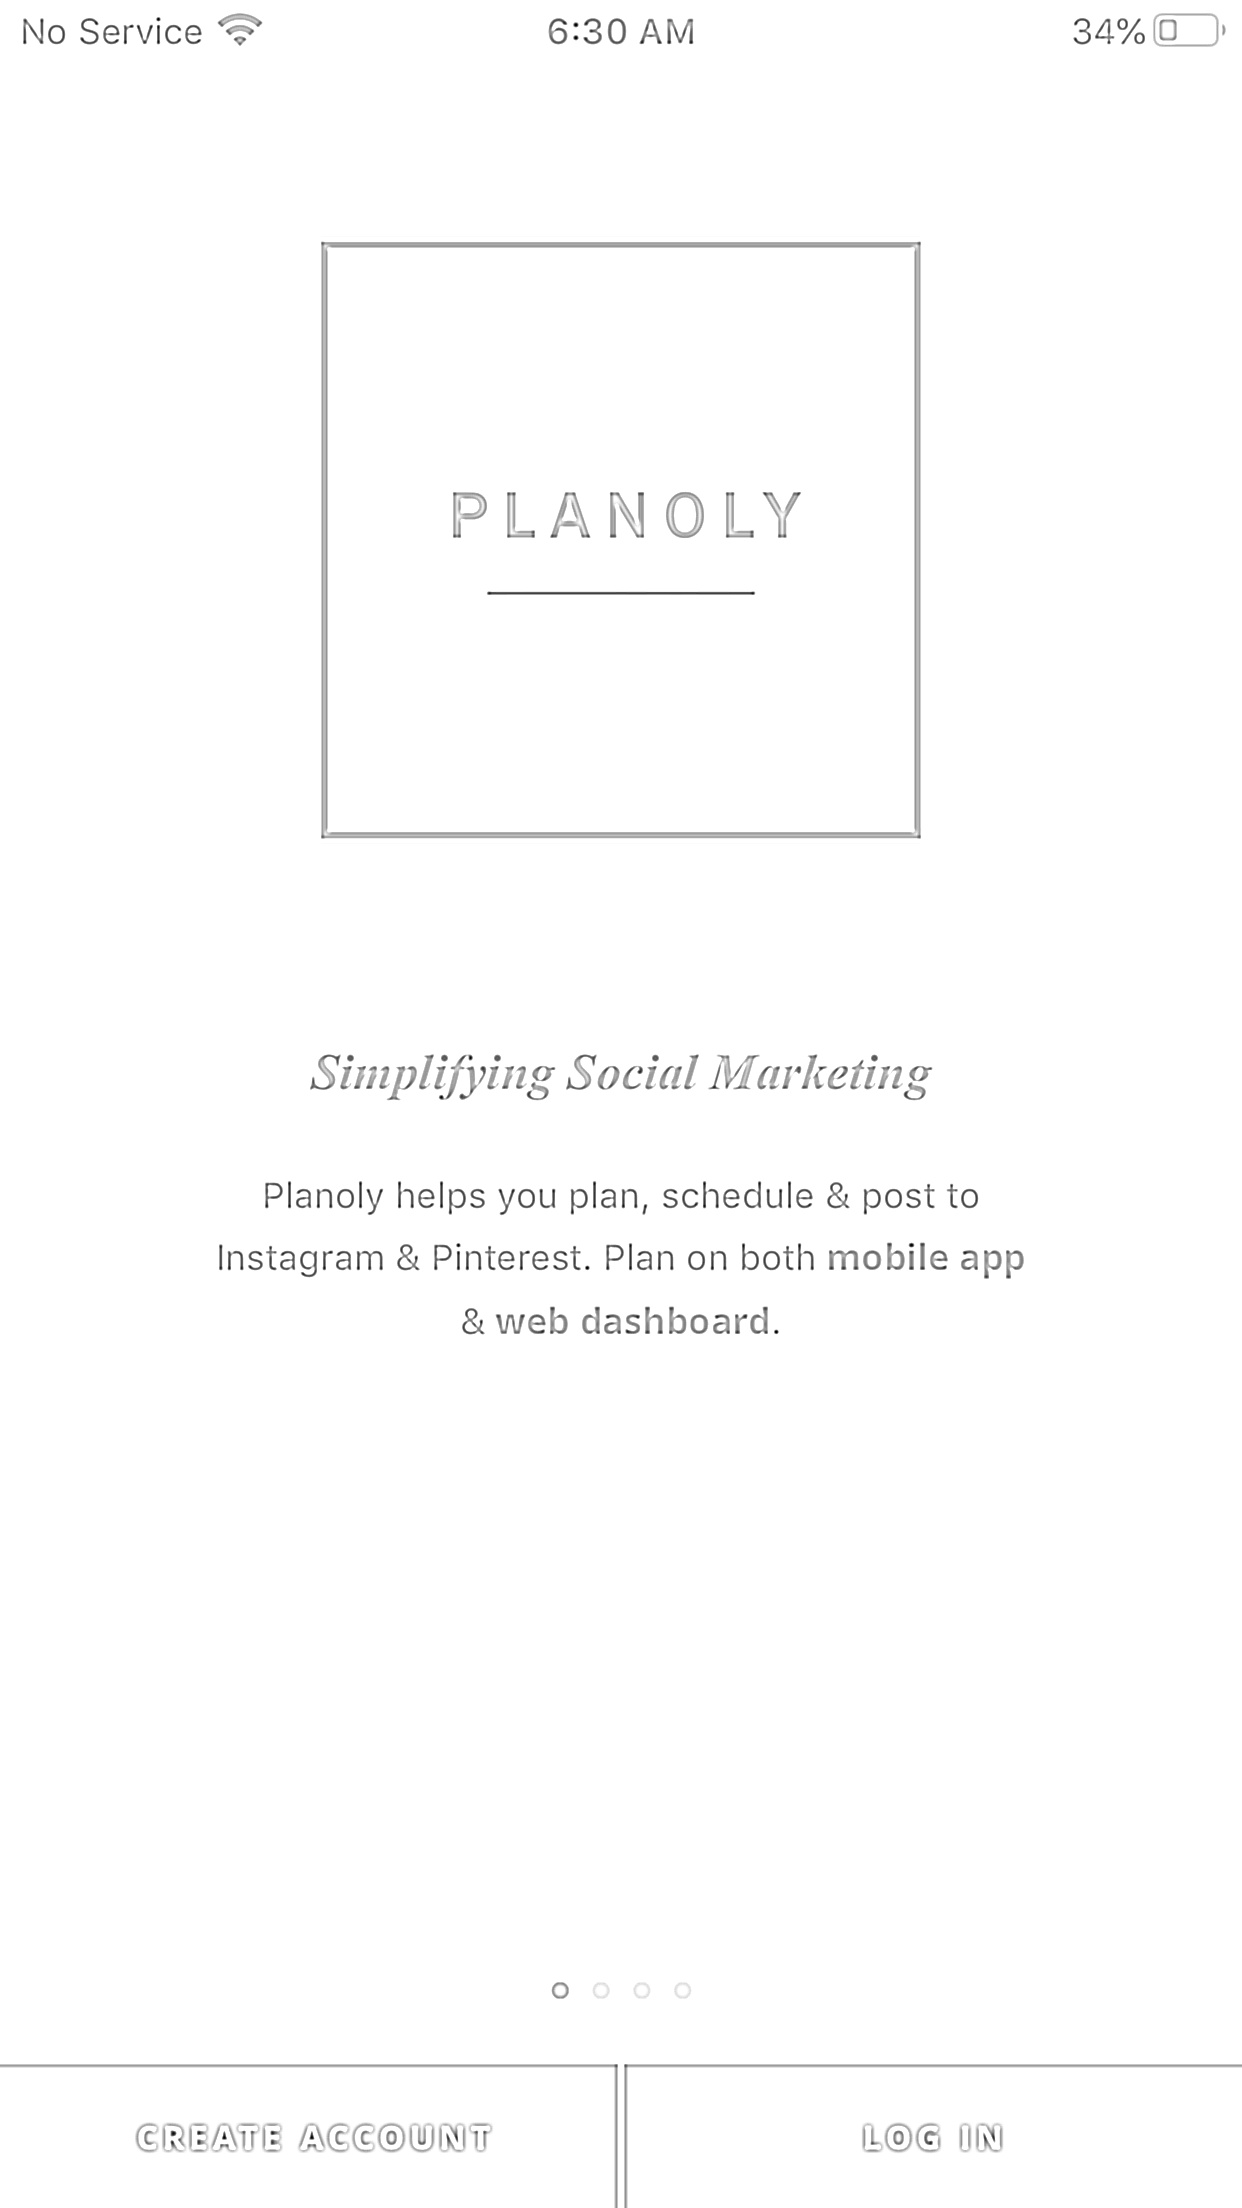 No Service 6:30 AM 34%
PLANOLY
Simplifying Social Marketing
Planoly helps you plan, schedule & post to
Instagram & Pinterest. Plan on both mobile app
& web dashboard.
CREATE ACCOUNT LOG IN